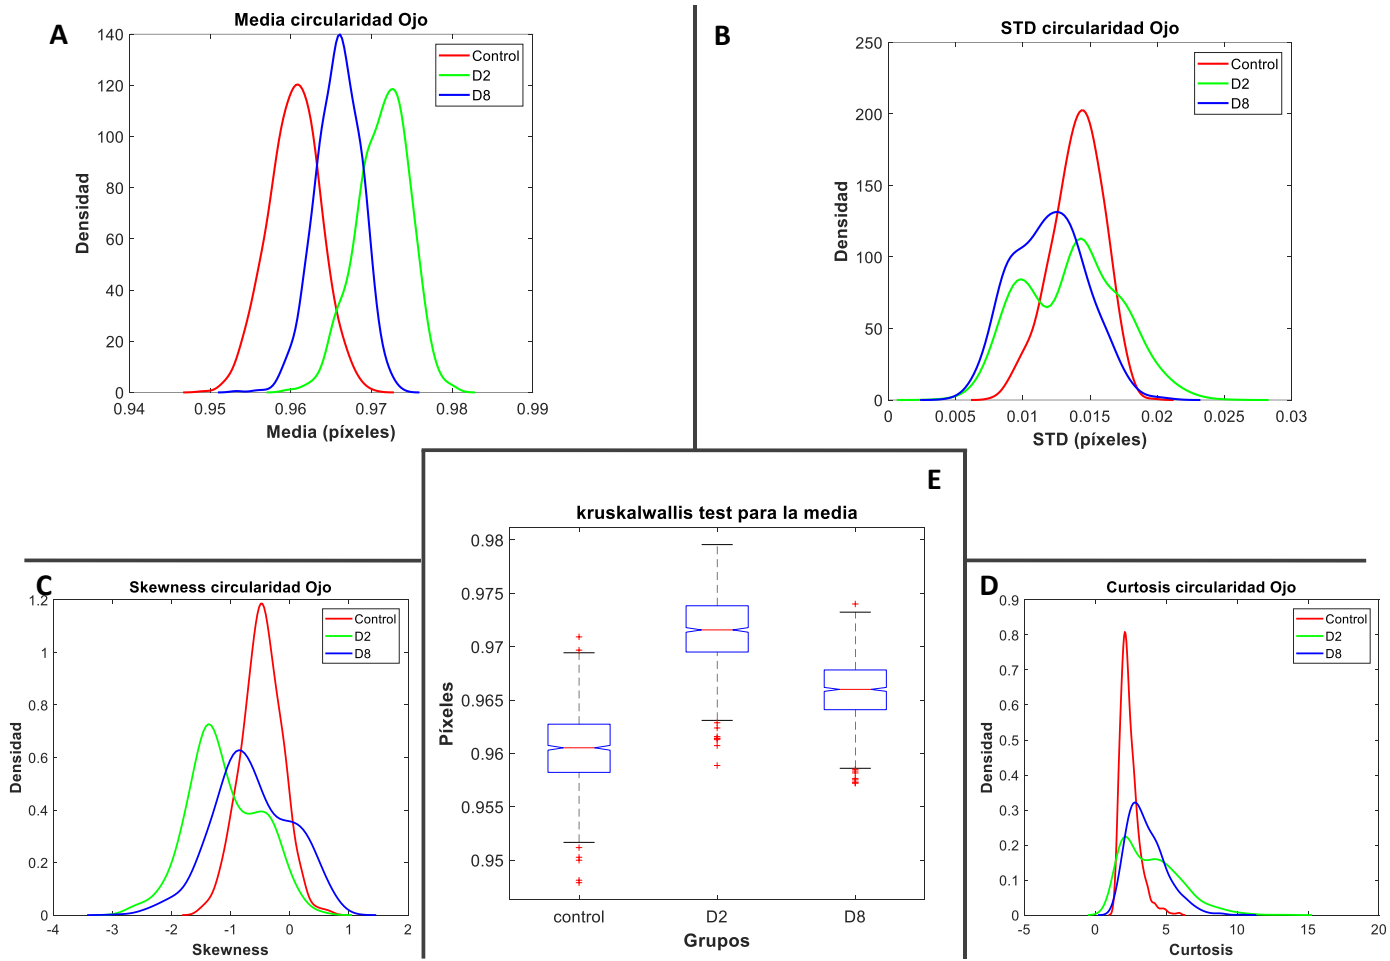 A
Media circularidad Ojo
140
120
100
80
60
40
20
0
Densidad
0.94
0.95
0.96
0.97
0.98
0.99
Media (píxeles)
Control
D2
D8
B
STD circularidad Ojo
250
200
150
100
50
0
Densidad
0
0.005
0.01
0.015
0.02
0.025
0.03
STD (píxeles)
Control
D2
D8
C
Skewness circularidad Ojo
1.2
1
0.8
0.6
0.4
0.2
0
Densidad
-4
-3
-2
-1
0
1
2
Skewness
Control
D2
D8
E
kruskalwallis test para la media
0.98
0.975
0.97
0.965
0.96
0.955
0.95
Píxeles
control
D2
D8
Grupos
D
Curtosis circularidad Ojo
0.9
0.8
0.7
0.6
0.5
0.4
0.3
0.2
0.1
0
Densidad
-5
0
5
10
15
20
Curtosis
Control
D2
D8